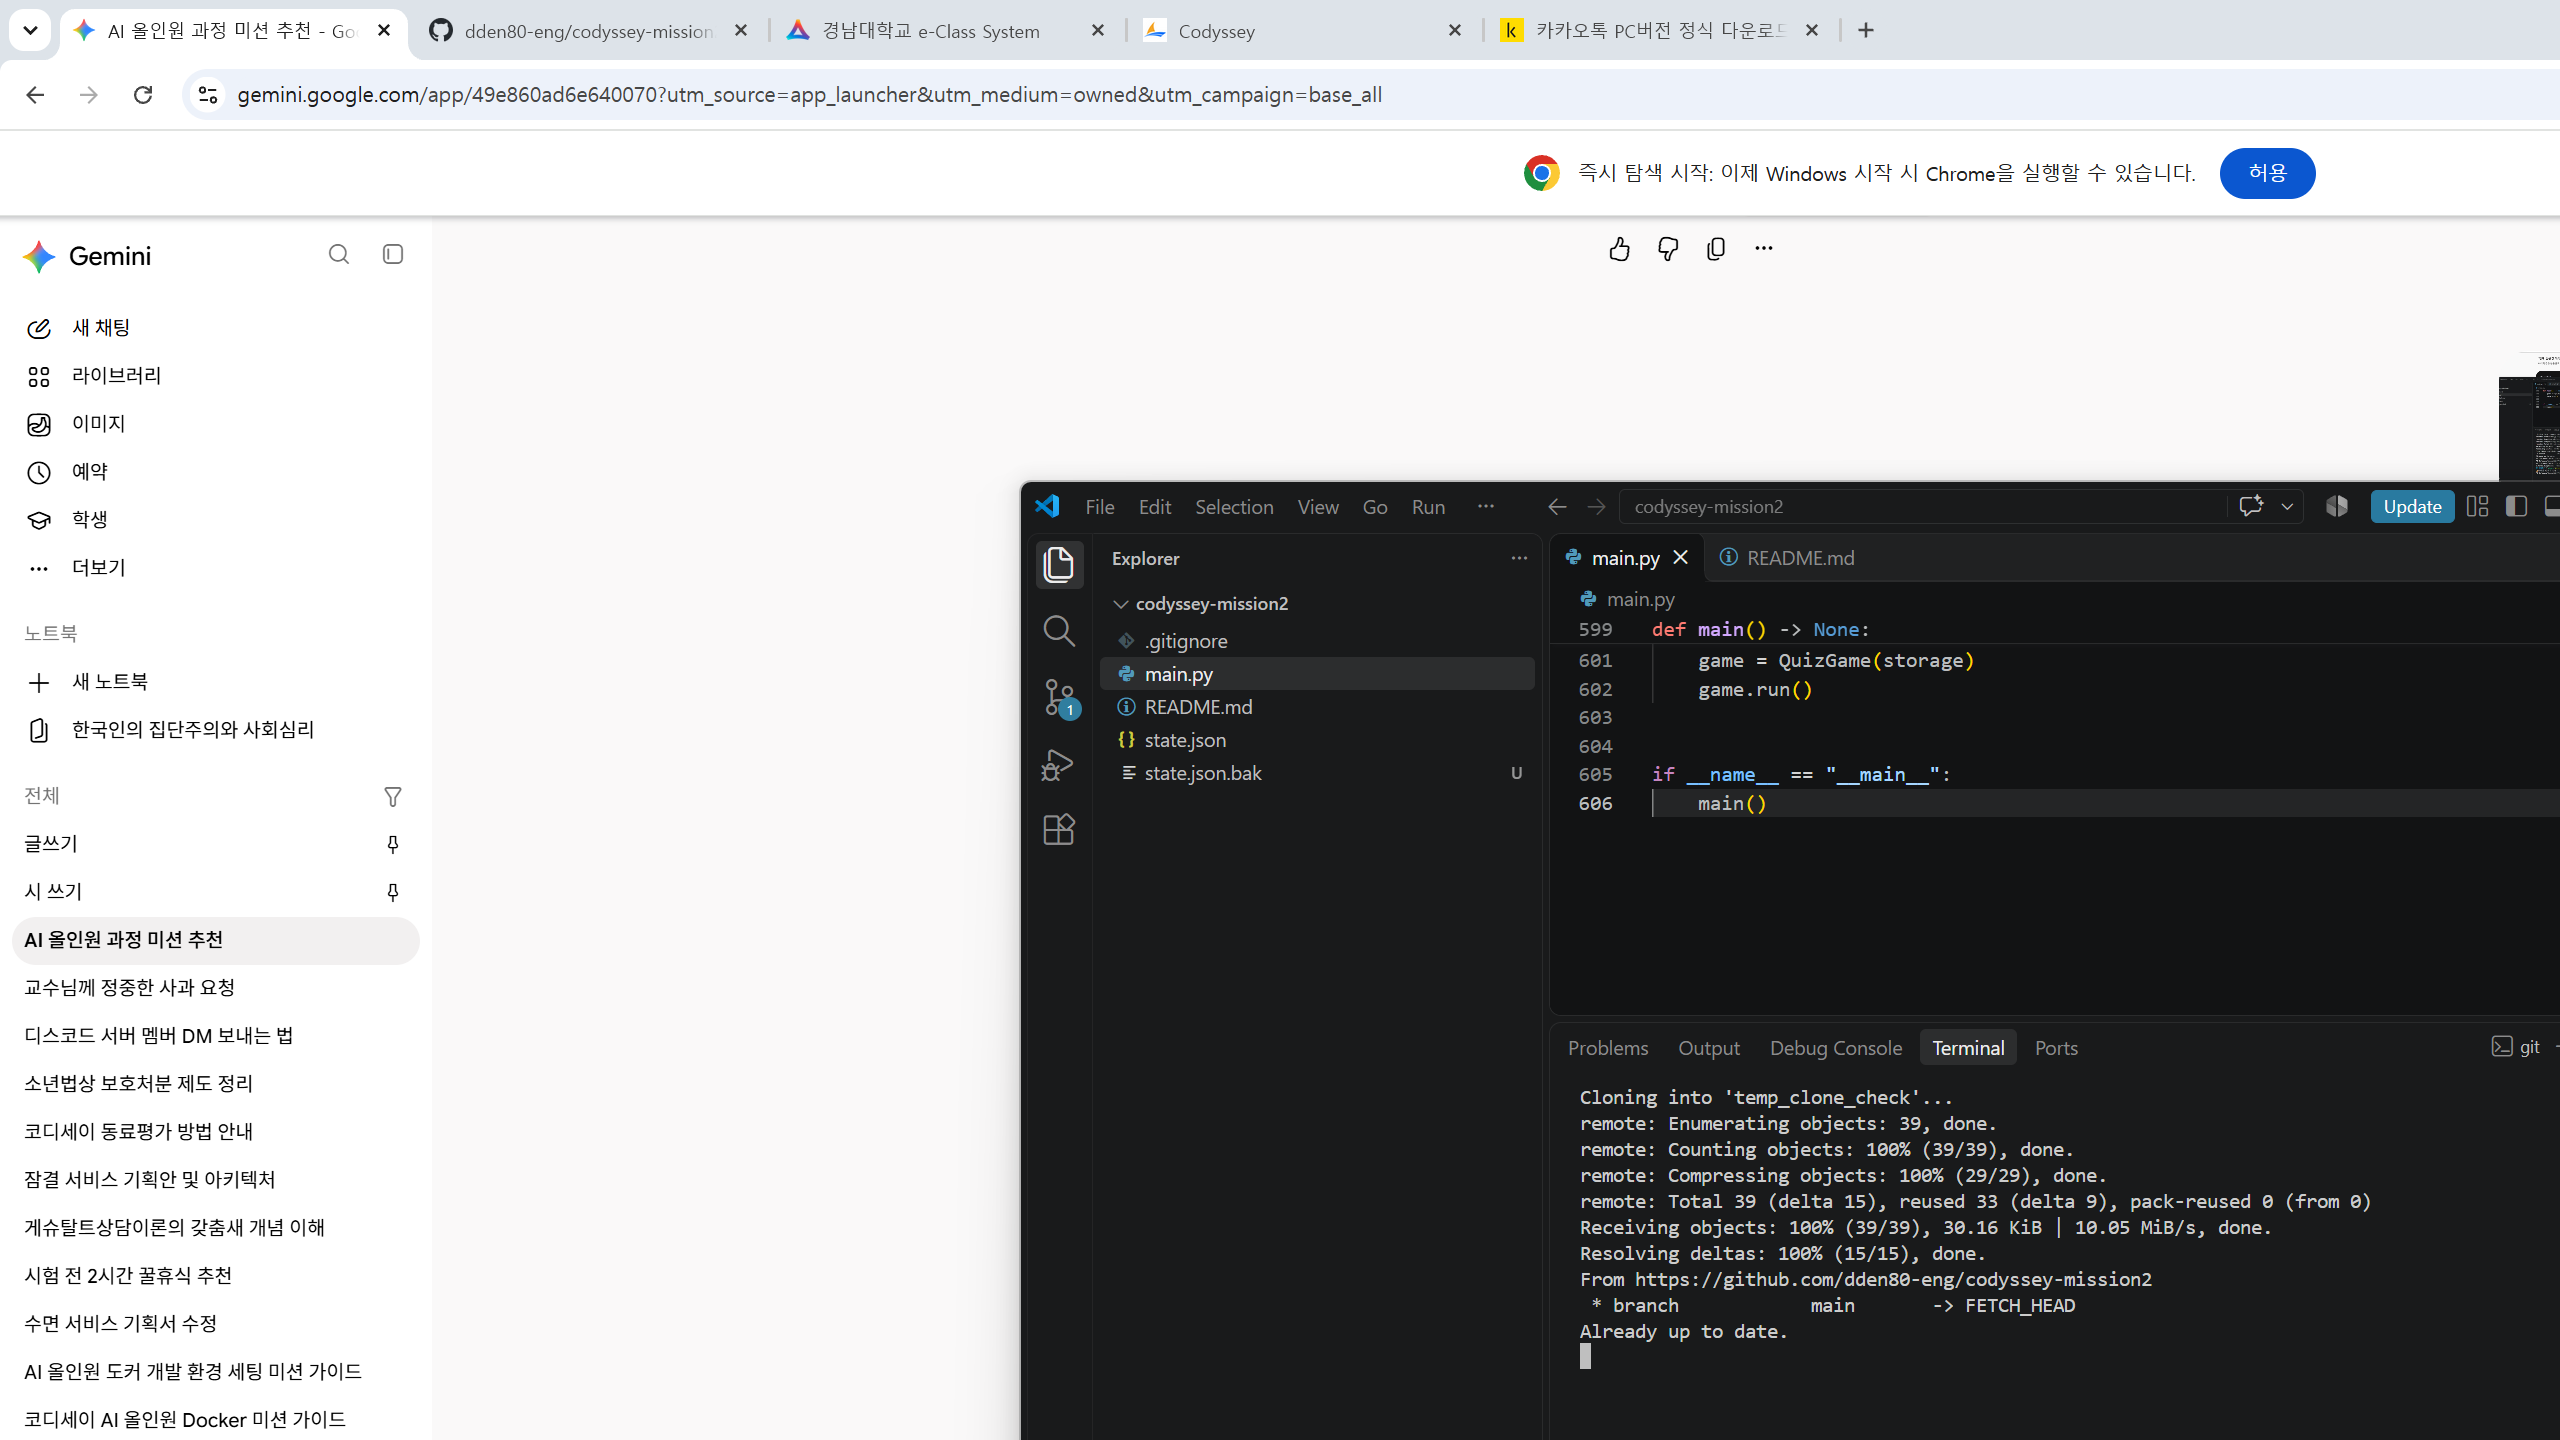 AI 올인원 과정 미션 추천 - Goo
dden80-eng/codyssey-mission
경남대학교 e-Class System
Codyssey
카카오톡 PC버전 정식 다운로드
gemini.google.com/app/49e860ad6e640070?utm_source=app_launcher&utm_medium=owned&utm_campaign=base_all
즉시 탐색 시작: 이제 Windows 시작 시 Chrome을 실행할 수 있습니다.
허용
Gemini
새 채팅
라이브러리
이미지
예약
학생
더보기
노트북
새 노트북
한국인의 집단주의와 사회심리
전체
글쓰기
시 쓰기
AI 올인원 과정 미션 추천
교수님께 정중한 사과 요청
디스코드 서버 멤버 DM 보내는 법
소년법상 보호처분 제도 정리
코디세이 동료평가 방법 안내
잠결 서비스 기획안 및 아키텍처
게슈탈트상담이론의 갖춤새 개념 이해
시험 전 2시간 꿀휴식 추천
수면 서비스 기획서 수정
AI 올인원 도커 개발 환경 세팅 미션 가이드
코디세이 AI 올인원 Docker 미션 가이드
File Edit Selection View Go Run
codyssey-mission2
Update
Explorer
codyssey-mission2
.gitignore
main.py
README.md
state.json
state.json.bak U
1
main.py
README.md
main.py
599 def main() -> None:
601 game = QuizGame(storage)
602 game.run()
603
604
605 if __name__ == "__main__":
606 main()
Problems Output Debug Console Terminal Ports
git
Cloning into 'temp_clone_check'...
remote: Enumerating objects: 39, done.
remote: Counting objects: 100% (39/39), done.
remote: Compressing objects: 100% (29/29), done.
remote: Total 39 (delta 15), reused 33 (delta 9), pack-reused 0 (from 0)
Receiving objects: 100% (39/39), 30.16 KiB | 10.05 MiB/s, done.
Resolving deltas: 100% (15/15), done.
From https://github.com/dden80-eng/codyssey-mission2
* branch main -> FETCH_HEAD
Already up to date.